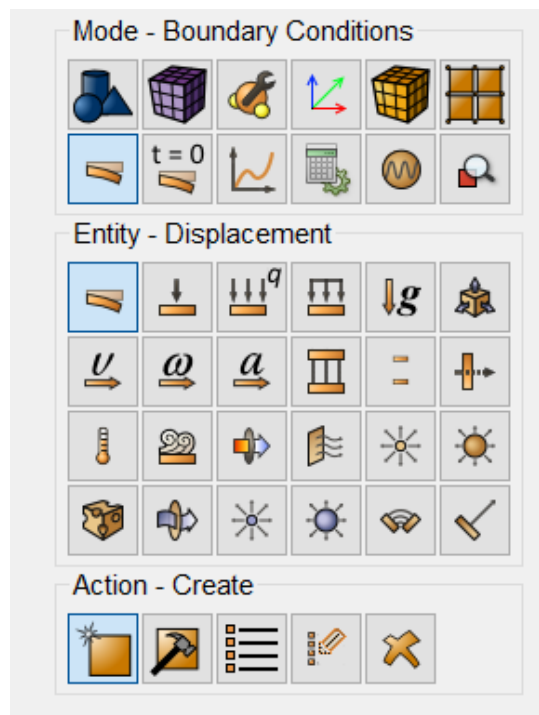 Mode - Boundary Conditions
t = 0
Entity - Displacement
q
g
υ ω a
Action - Create